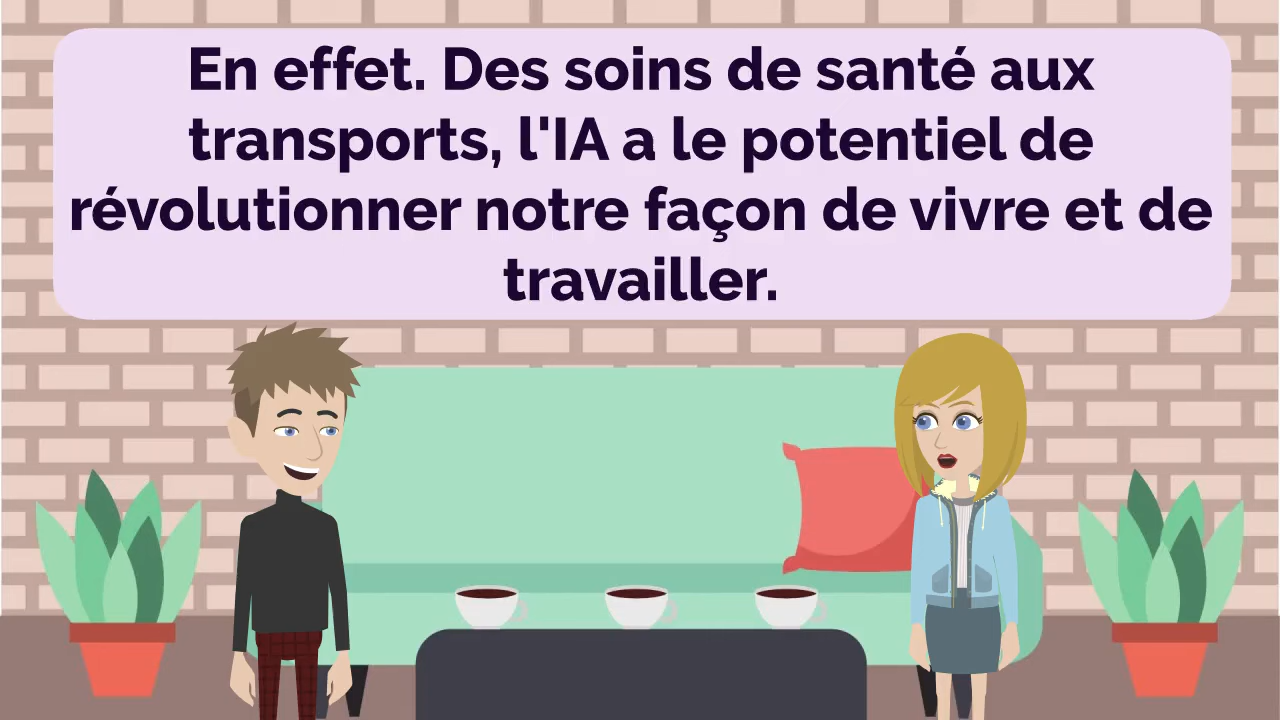 En effet. Des soins de santé aux
transports, l'IA a le potentiel de
révolutionner notre façon de vivre et de
travailler.